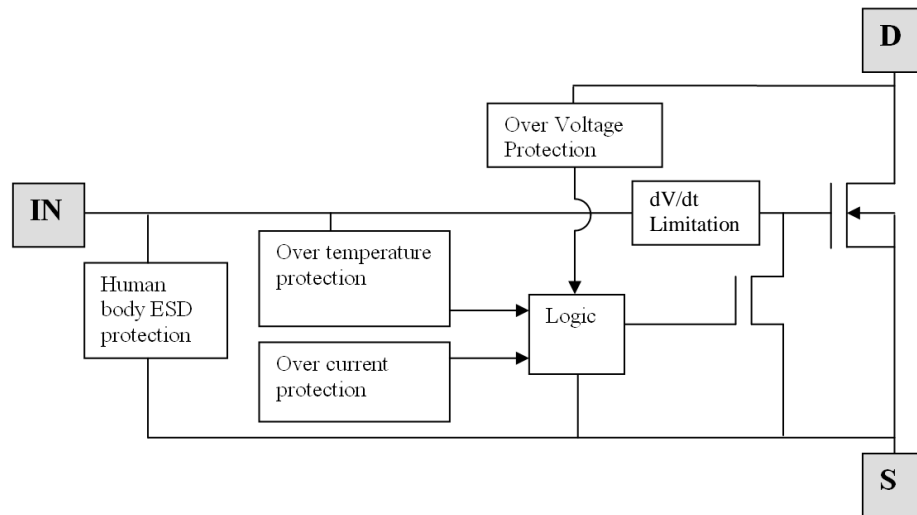 D
Over Voltage
Protection
IN
dV/dt
Limitation
Over temperature
protection
Human
body ESD
protection
Logic
Over current
protection
S